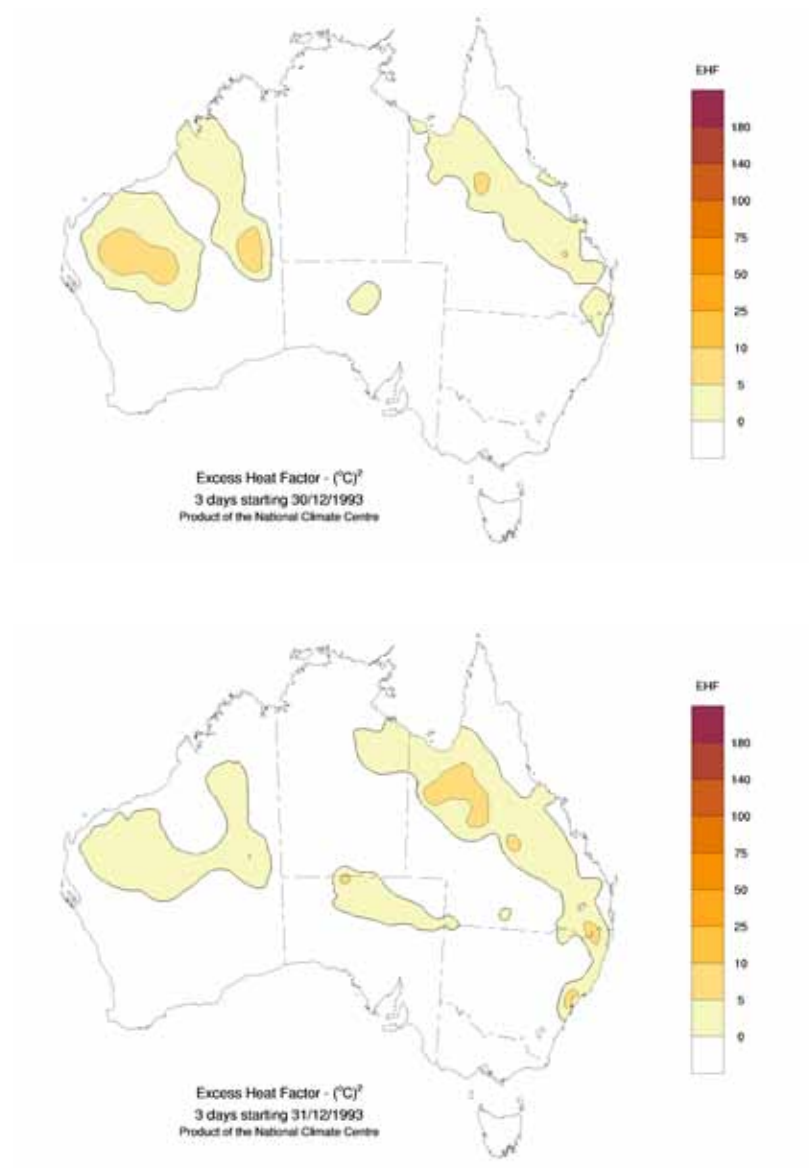 EHF
180
140
100
75
50
25
10
5
0
Excess Heat Factor - (°C)²
3 days starting 30/12/1993
Product of the National Climate Centre
EHF
180
140
100
75
50
25
10
5
0
Excess Heat Factor - (°C)²
3 days starting 31/12/1993
Product of the National Climate Centre